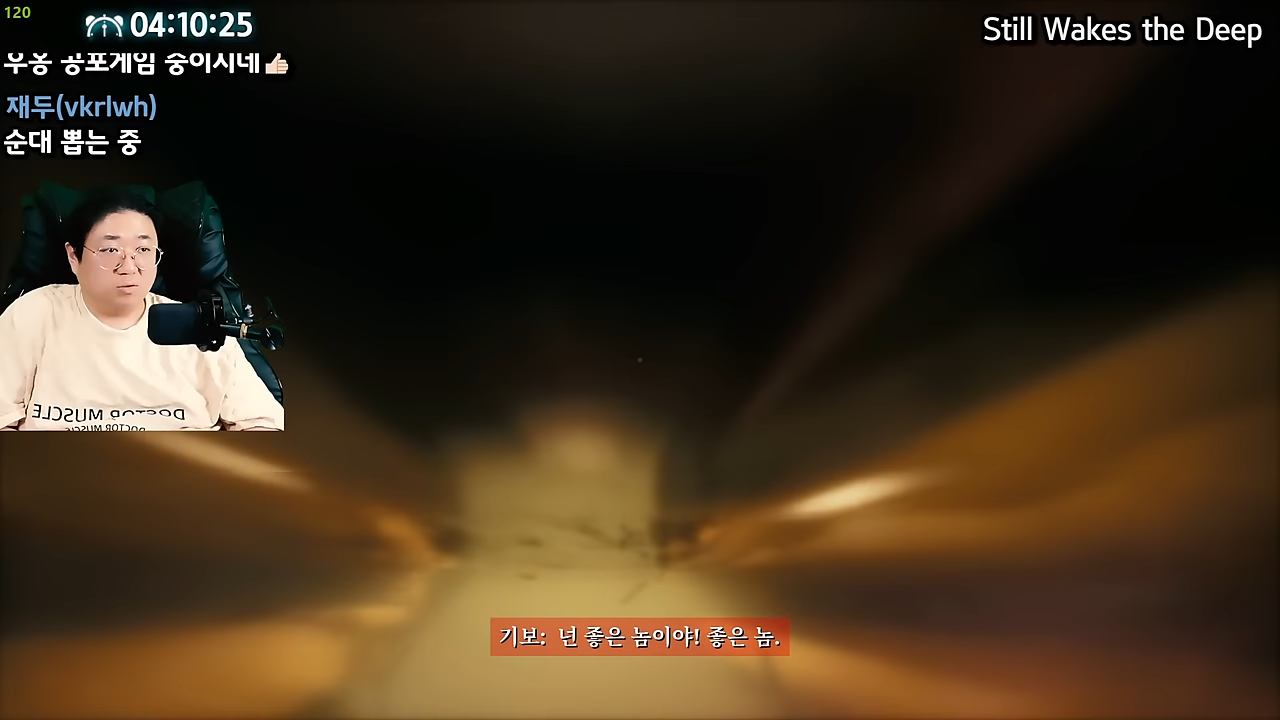 120
04:10:25
Still Wakes the Deep
우웅 공포게임 중이시네👍🏻
재두(vkrlwh)
순대 뽑는 중
DOCTOR MUSCLE
DOCTOR MUSCLE
기보: 넌 좋은 놈이야! 좋은 놈.